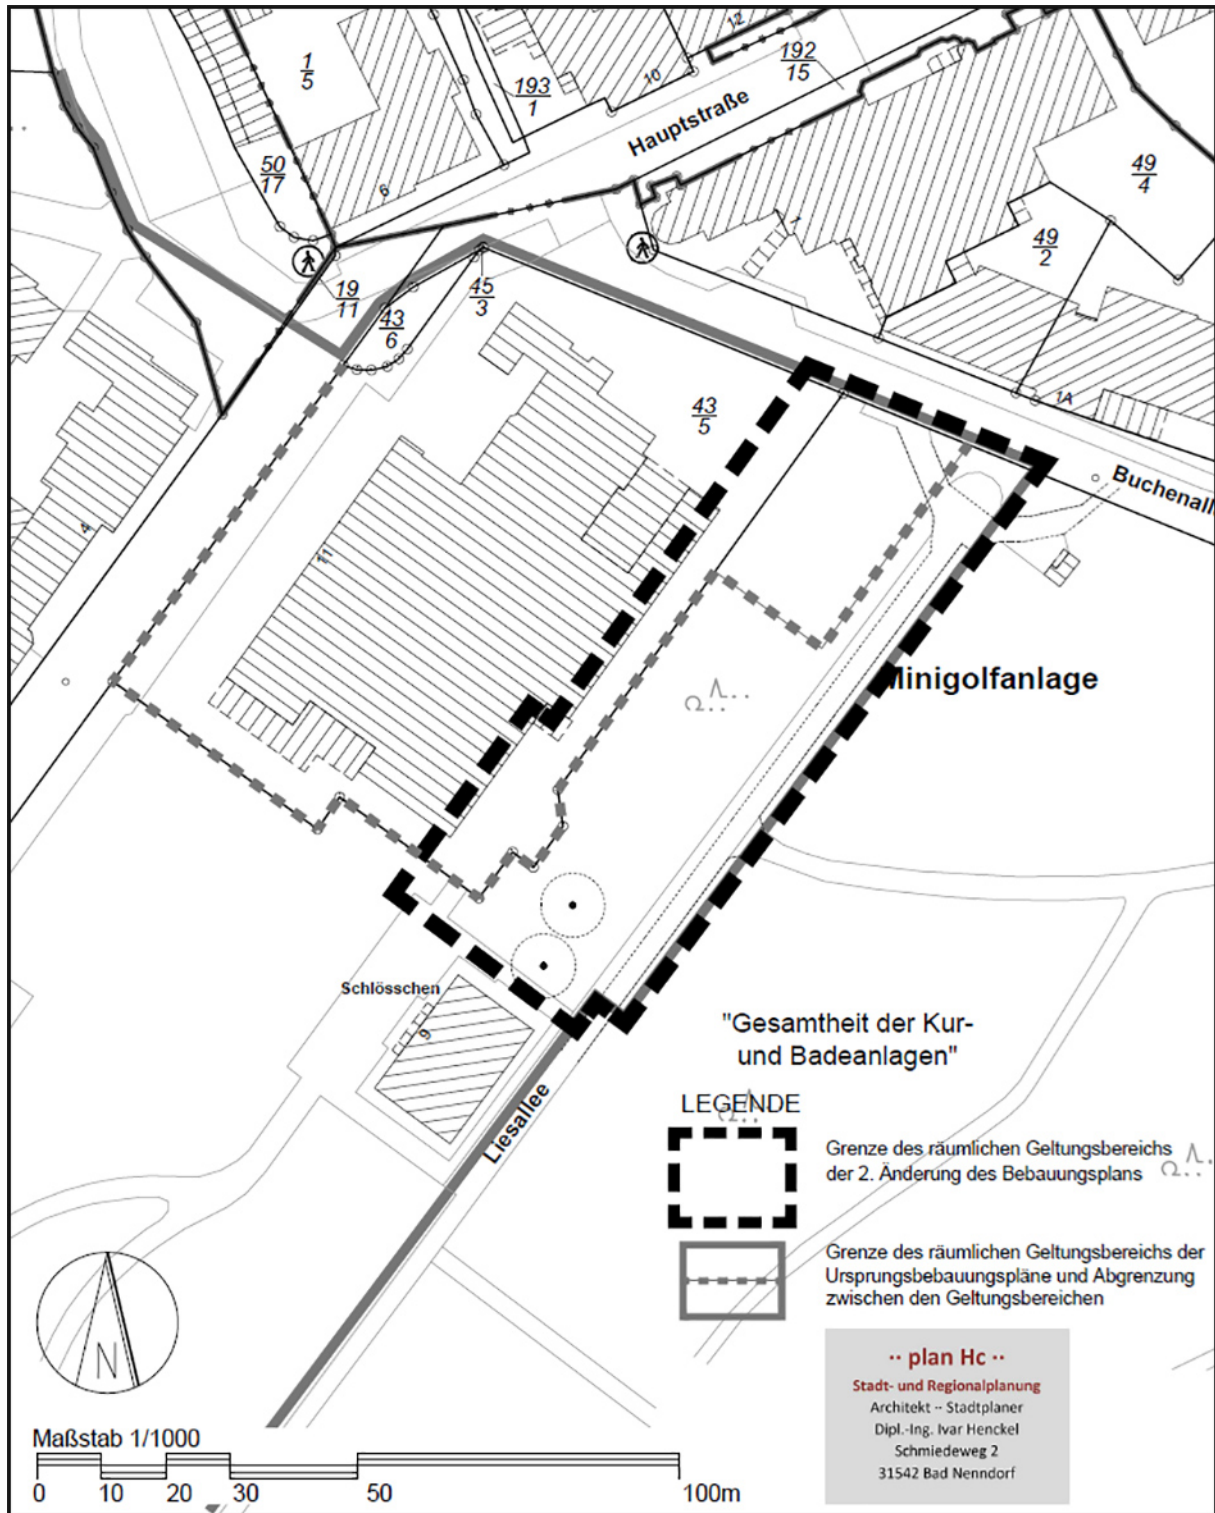 12
1
5
193
1
10
192
15
Hauptstraße
50
17
6
49
4
1
49
2
19
11
45
3
43
6
43
5
1A
Buchenall
4
11
Minigolfanlage
Schlösschen
9
"Gesamtheit der Kur-
und Badeanlagen"
Liesallee
LEGENDE
Grenze des räumlichen Geltungsbereichs
der 2. Änderung des Bebauungsplans
Grenze des räumlichen Geltungsbereichs der
Ursprungsbebauungspläne und Abgrenzung
zwischen den Geltungsbereichen
N
·· plan Hc ··
Stadt- und Regionalplanung
Architekt -- Stadtplaner
Dipl.-Ing. Ivar Henckel
Schmiedeweg 2
31542 Bad Nenndorf
Maßstab 1/1000
0 10 20 30 50 100m